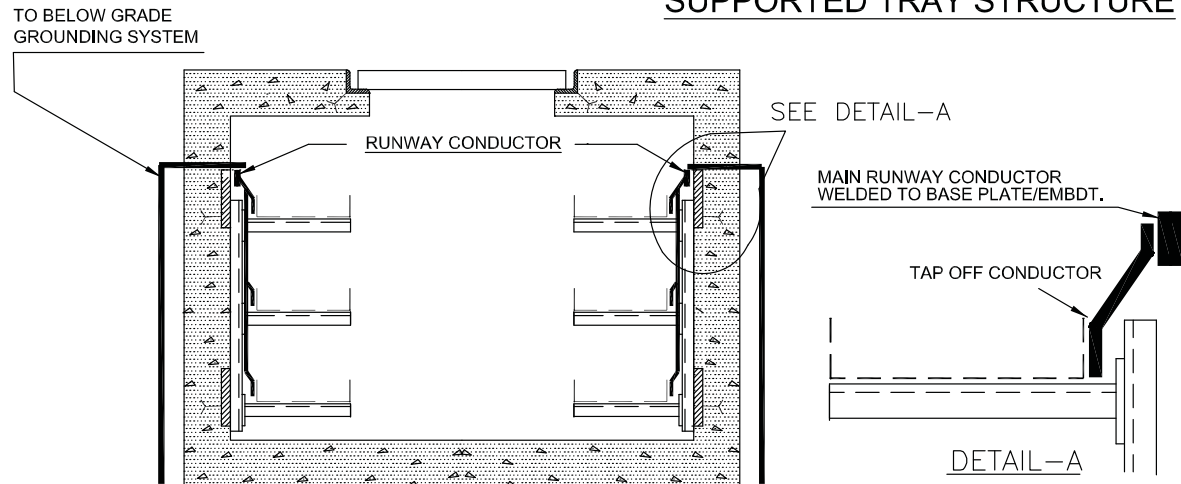 SUPPORTED TRAY STRUCTURE
TO BELOW GRADE
GROUNDING SYSTEM
SEE DETAIL-A
RUNWAY CONDUCTOR
MAIN RUNWAY CONDUCTOR
WELDED TO BASE PLATE/EMBDT.
TAP OFF CONDUCTOR
DETAIL-A